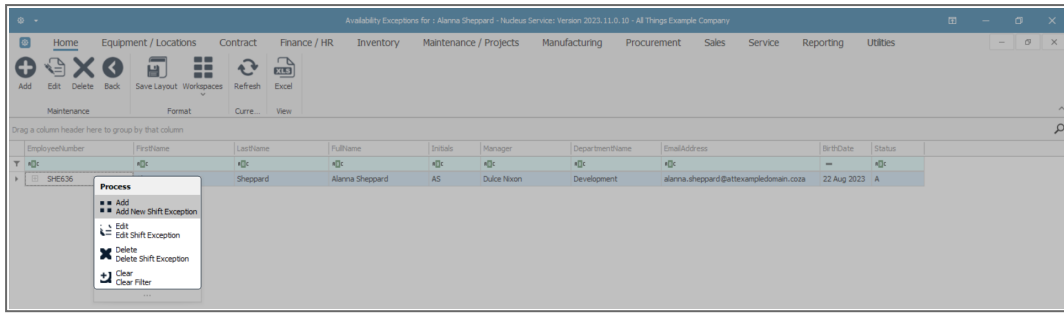 Availability Exceptions for : Alanna Sheppard - Nucleus Service: Version 2023.11.0.10 - All Things Example Company
Home Equipment / Locations Contract Finance / HR Inventory Maintenance / Projects Manufacturing Procurement Sales Service Reporting Utilities
XLS
Add Edit Delete Back Save Layout Workspaces Refresh Excel
Maintenance Format Curre... View
Drag a column header here to group by that column
EmployeeNumber FirstName LastName FullName Initials Manager DepartmentName EmailAddress BirthDate Status
SHE636 Sheppard Alanna Sheppard AS Dulce Nixon Development alanna.sheppard@attexampledomain.coza 22 Aug 2023 A
Process
Add
Add New Shift Exception
Edit
Edit Shift Exception
Delete
Delete Shift Exception
Clear
Clear Filter